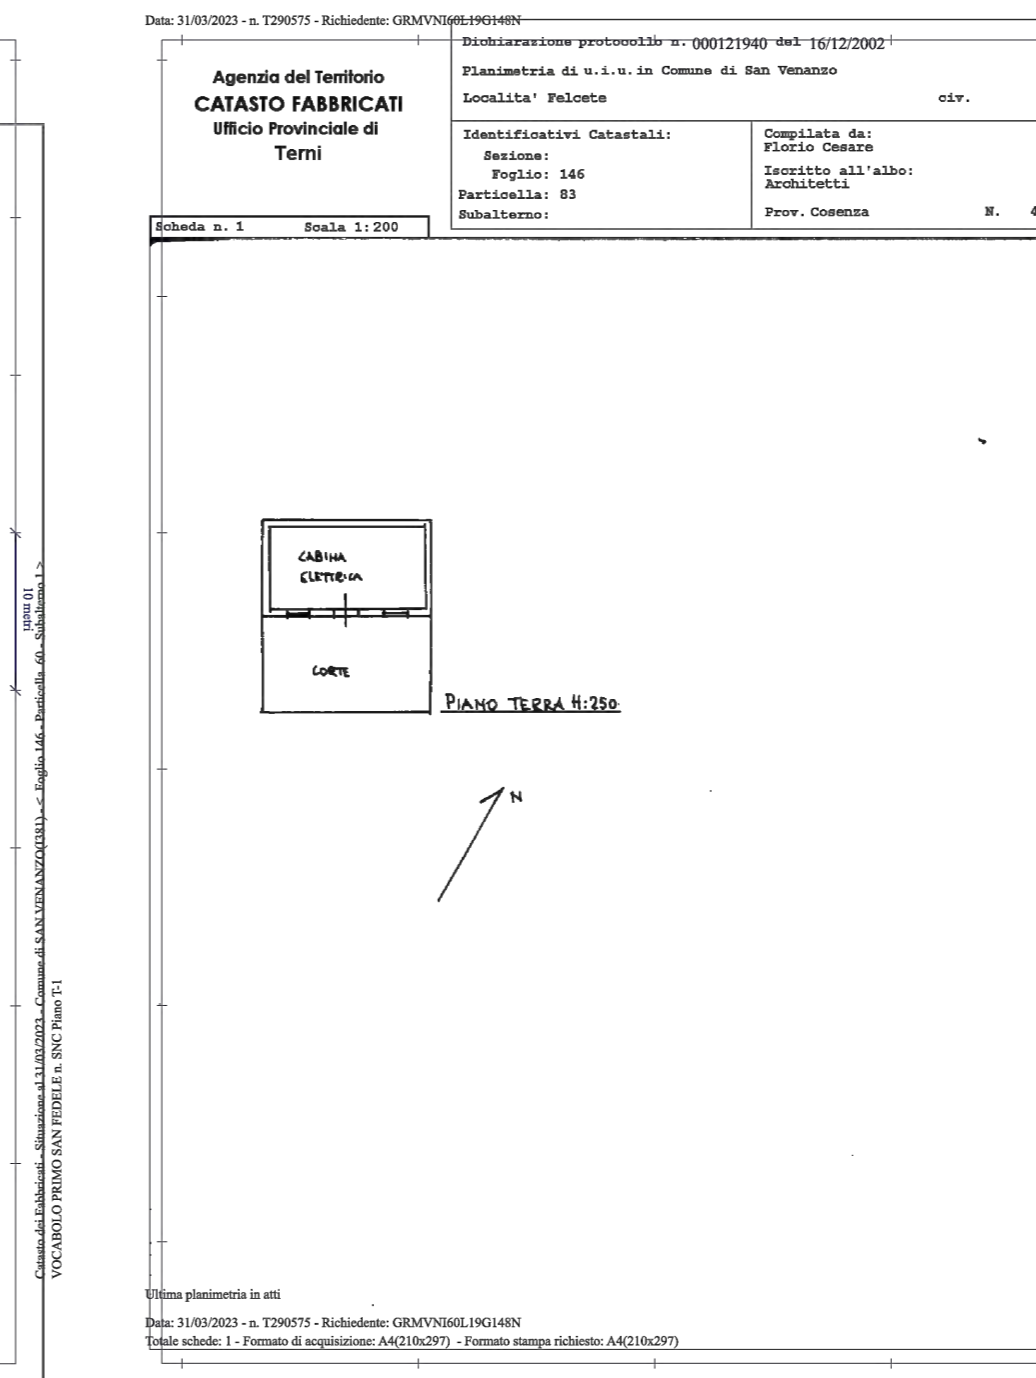 Data: 31/03/2023 - n. T290575 - Richiedente: GRMVNI60L19G148N
Agenzia del Territorio
CATASTO FABBRICATI
Ufficio Provinciale di
Terni
Dichiarazione protocollo n. 000121940 del 16/12/2002
Planimetria di u.i.u. in Comune di San Venanzo
Localita' Felcete civ.
Identificativi Catastali:
Sezione:
Foglio: 146
Particella: 83
Subalterno:
Compilata da:
Florio Cesare
Iscritto all'albo:
Architetti
Prov. Cosenza N. 4
Scheda n. 1 Scala 1:200
CABINA
ELETTRICA
CORTE
PIANO TERRA H:250
N
10 metri
Catasto dei Fabbricati - Situazione al 31/03/2023 - Comune di SAN VENANZO(I381) - < Foglio 146 - Particella 60 - Subalterno 1 >
VOCABOLO PRIMO SAN FEDELE n. SNC Piano T-1
Ultima planimetria in atti
Data: 31/03/2023 - n. T290575 - Richiedente: GRMVNI60L19G148N
Totale schede: 1 - Formato di acquisizione: A4(210x297) - Formato stampa richiesto: A4(210x297)